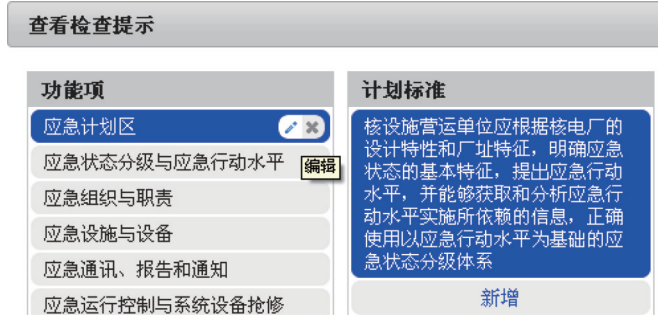 查看检查提示
功能项
应急计划区
应急状态分级与应急行动水平
编辑
应急组织与职责
应急设施与设备
应急通讯、报告和通知
应急运行控制与系统设备抢修
计划标准
核设施营运单位应根据核电厂的
设计特性和厂址特征，明确应急
状态的基本特征，提出应急行动
水平，并能够获取和分析应急行
动水平实施所依赖的信息，正确
使用以应急行动水平为基础的应
急状态分级体系
新增